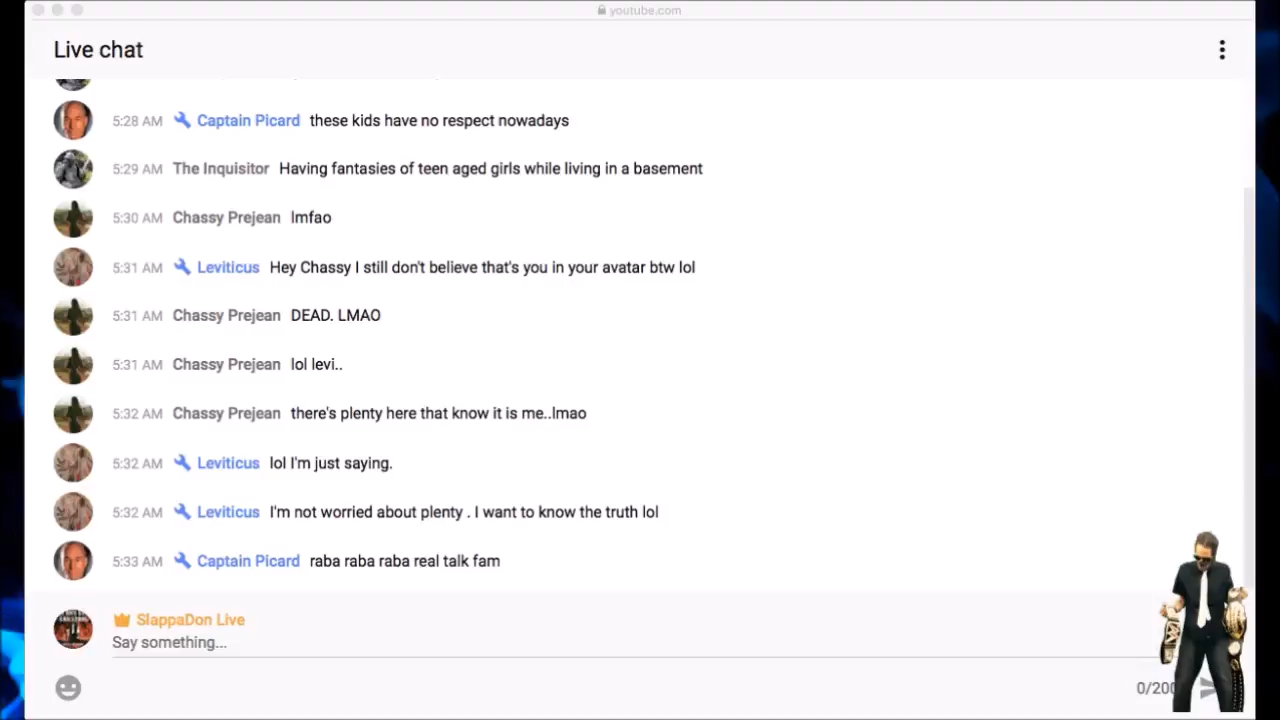 youtube.com
Live chat
5:28 AM Captain Picard these kids have no respect nowadays
5:29 AM The Inquisitor Having fantasies of teen aged girls while living in a basement
5:30 AM Chassy Prejean lmfao
5:31 AM Leviticus Hey Chassy I still don't believe that's you in your avatar btw lol
5:31 AM Chassy Prejean DEAD. LMAO
5:31 AM Chassy Prejean lol levi..
5:32 AM Chassy Prejean there's plenty here that know it is me..lmao
5:32 AM Leviticus lol I'm just saying.
5:32 AM Leviticus I'm not worried about plenty . I want to know the truth lol
5:33 AM Captain Picard raba raba raba real talk fam
SlappaDon Live
Say something...
0/200